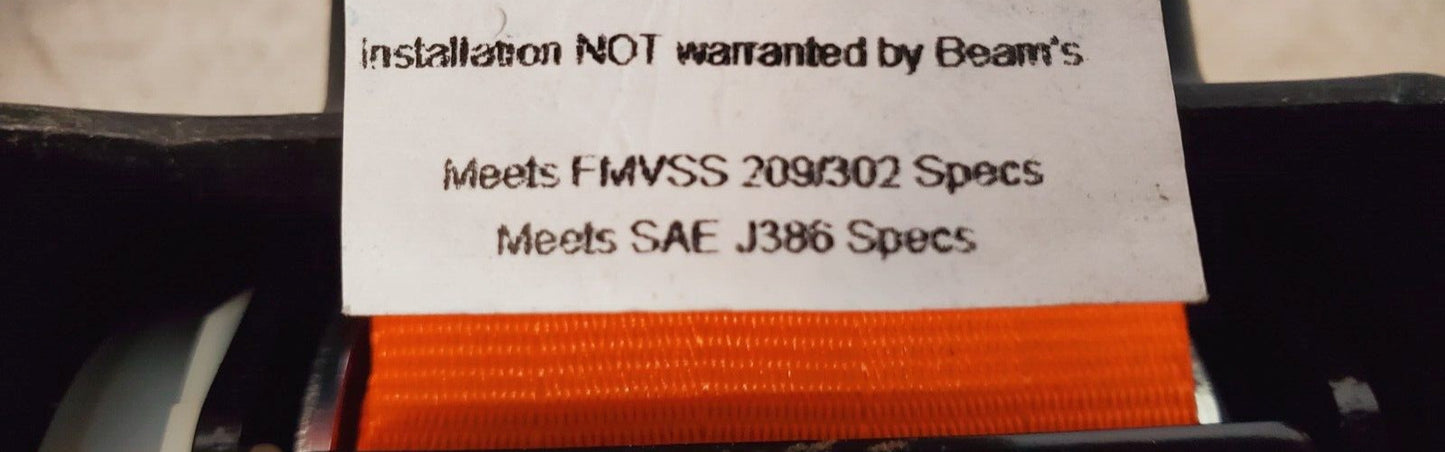 Installation NOT warranted by Beam's
Meets FMVSS 209/302 Specs
Meets SAE J386 Specs